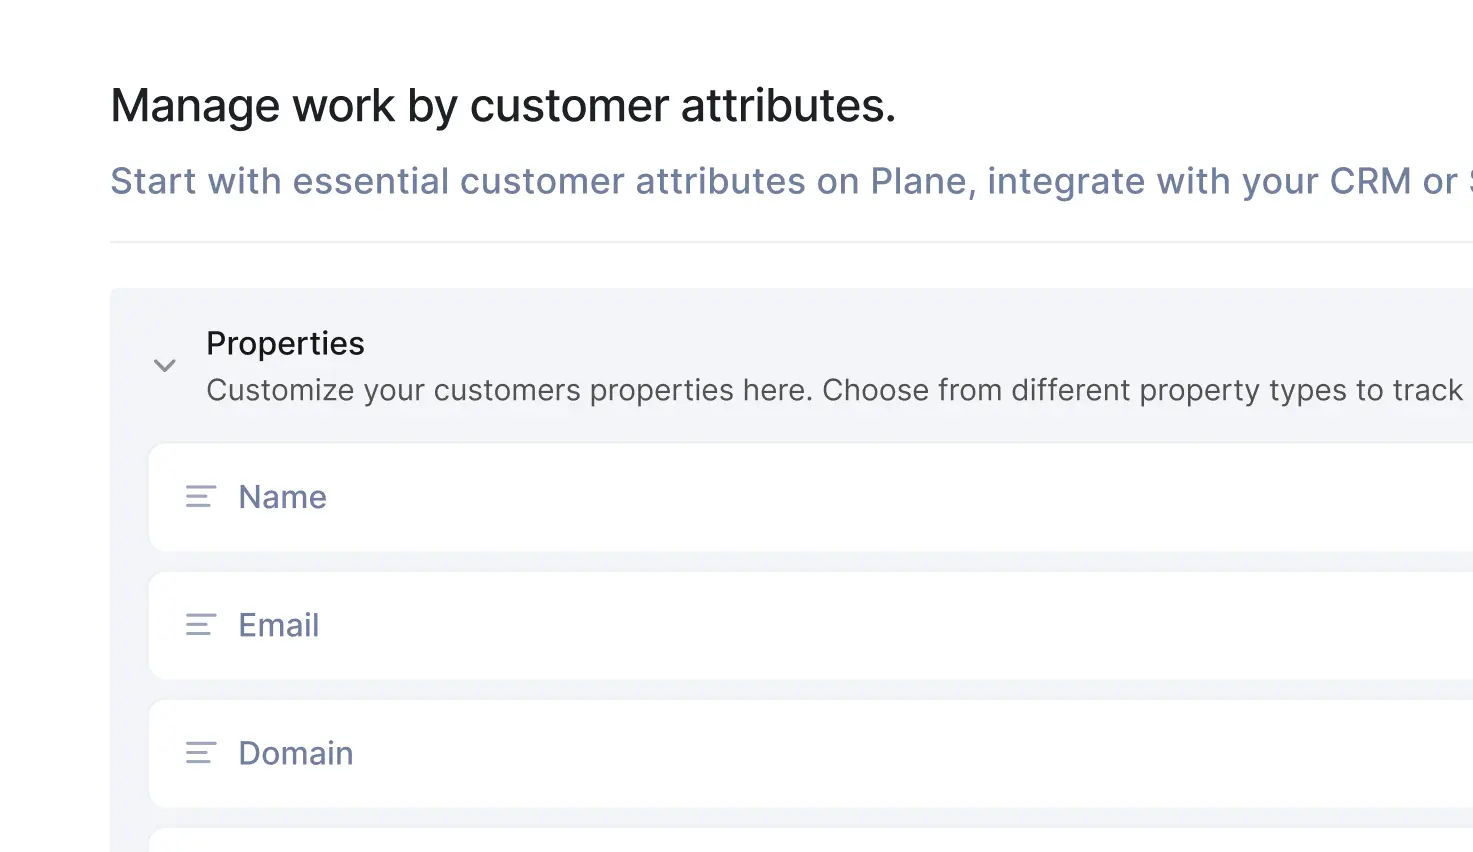 Manage work by customer attributes.
Start with essential customer attributes on Plane, integrate with your CRM or
Properties
Customize your customers properties here. Choose from different property types to track
Name
Email
Domain